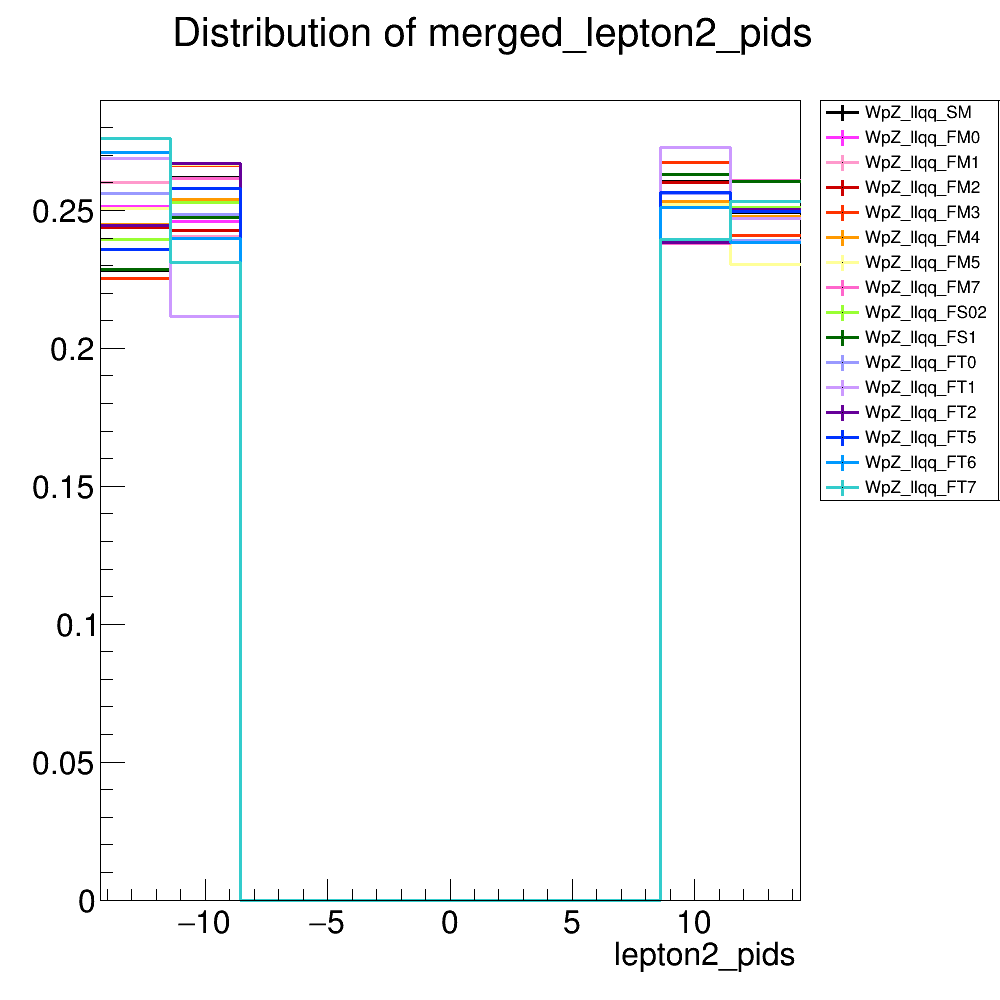 Distribution of merged_lepton2_pids
0.25
0.2
0.15
0.1
0.05
0
−10
−5
0
5
10
lepton2_pids
WpZ_llqq_SM
WpZ_llqq_FM0
WpZ_llqq_FM1
WpZ_llqq_FM2
WpZ_llqq_FM3
WpZ_llqq_FM4
WpZ_llqq_FM5
WpZ_llqq_FM7
WpZ_llqq_FS02
WpZ_llqq_FS1
WpZ_llqq_FT0
WpZ_llqq_FT1
WpZ_llqq_FT2
WpZ_llqq_FT5
WpZ_llqq_FT6
WpZ_llqq_FT7